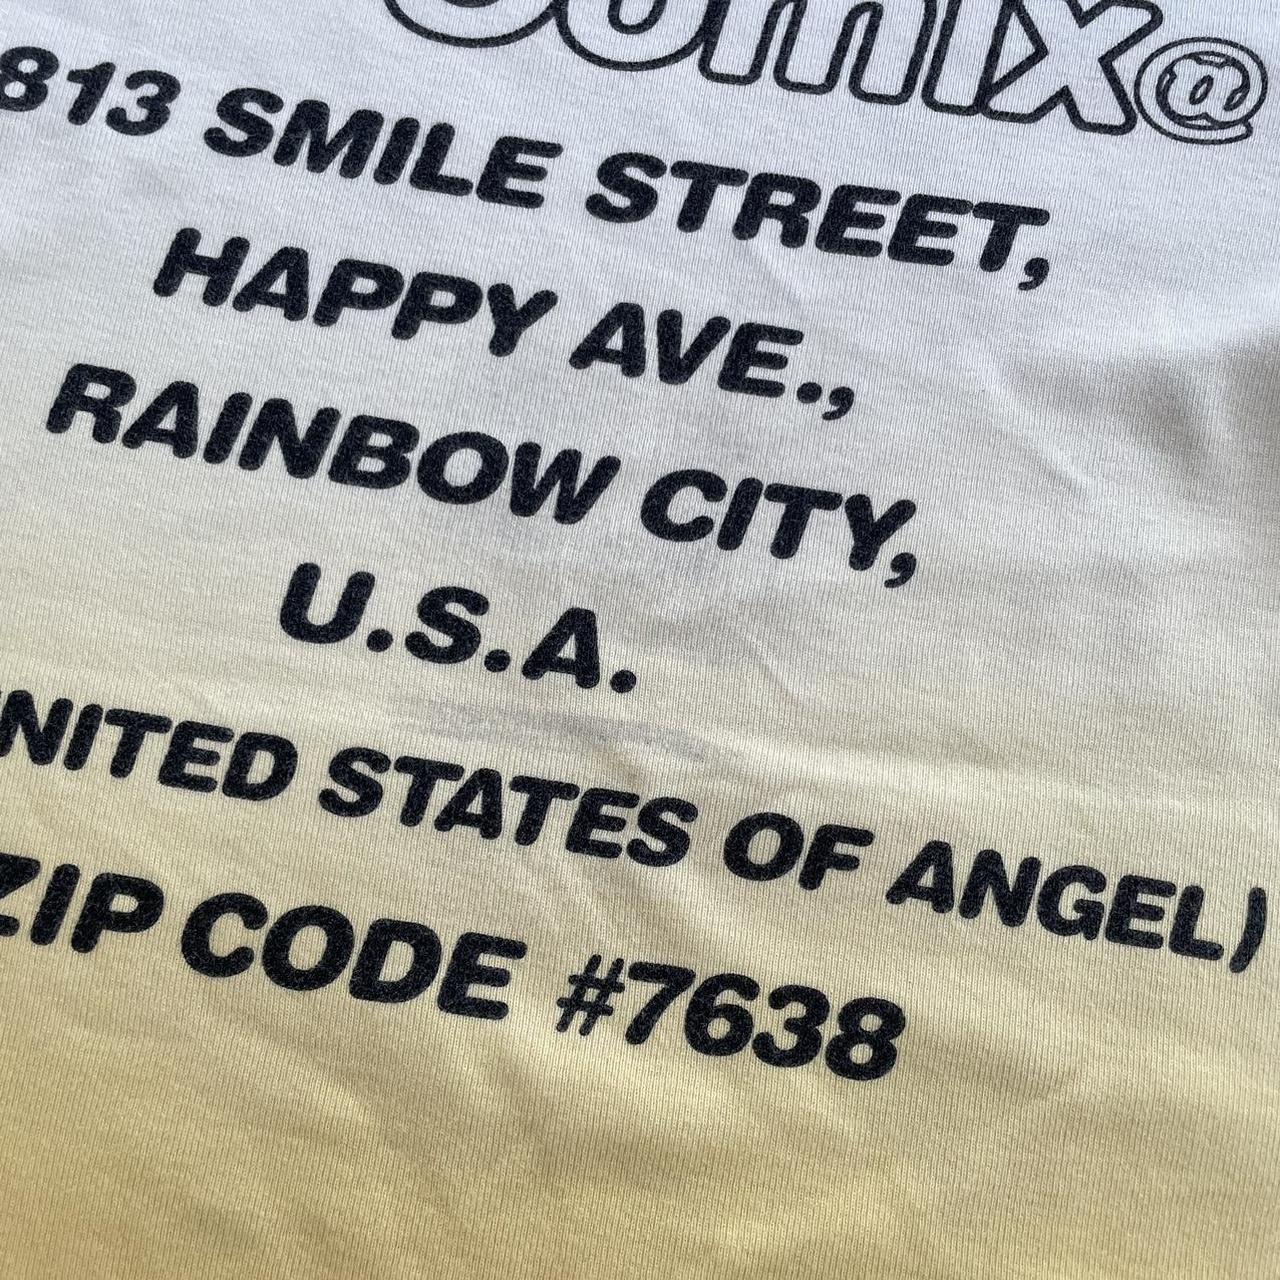 813 SMILE STREET,
HAPPY AVE.,
RAINBOW CITY,
U.S.A.
NITED STATES OF ANGEL)
ZIP CODE #7638